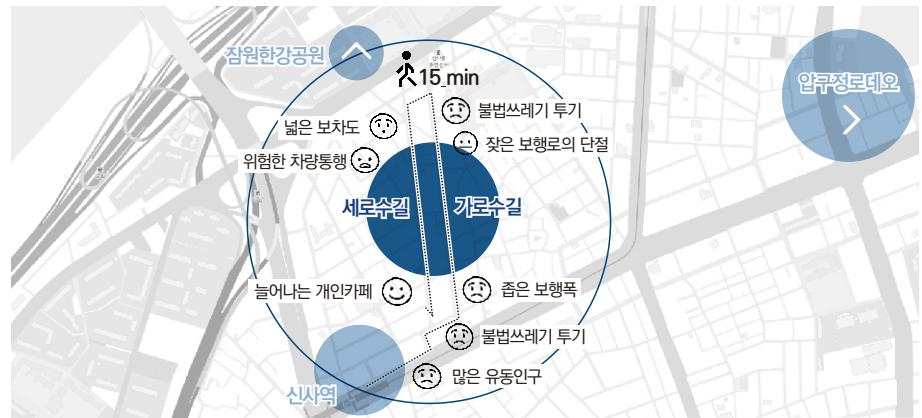 잠원한강공원
15 min
압구정로데오
불법쓰레기 투기
넓은 보차도
잦은 보행로의 단절
위험한 차량통행
세로수길
가로수길
늘어나는 개인카페
좁은 보행폭
불법쓰레기 투기
많은 유동인구
신사역